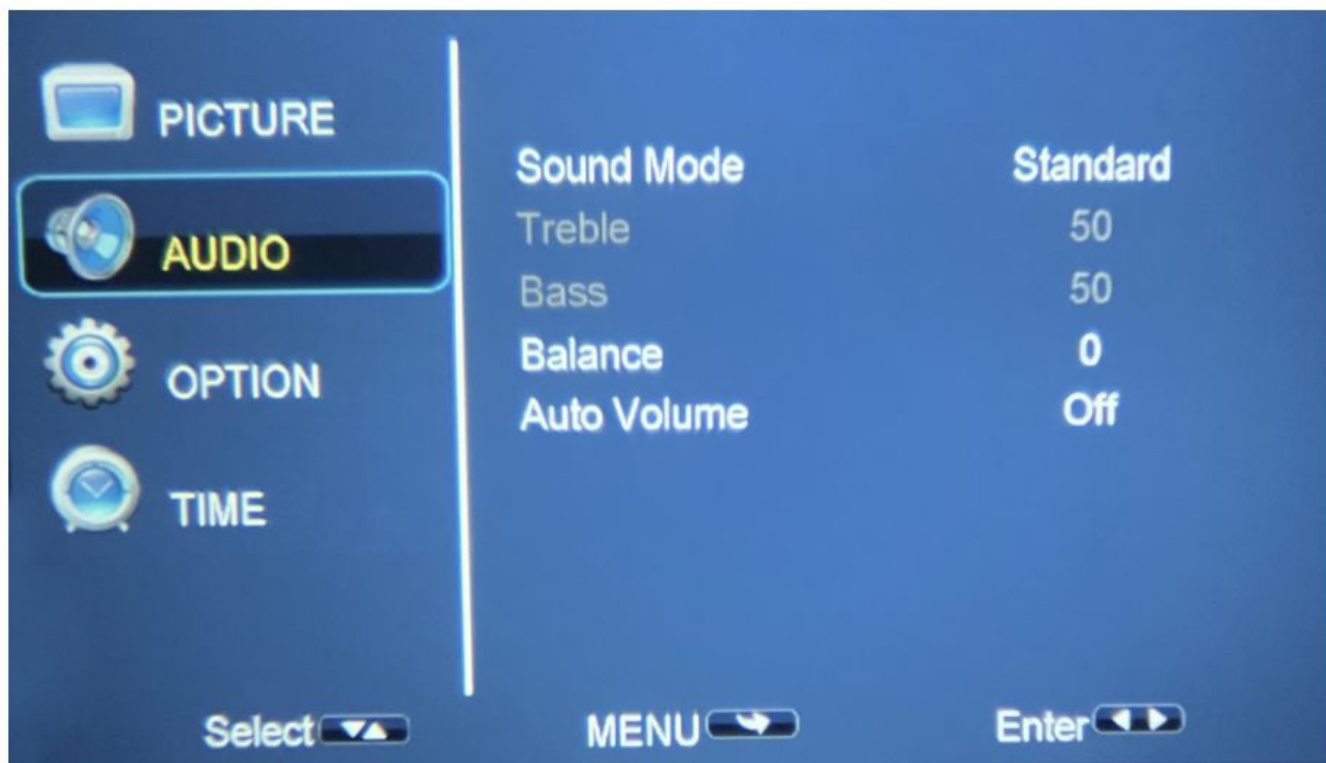 PICTURE
AUDIO
OPTION
TIME
Sound Mode Standard
Treble 50
Bass 50
Balance 0
Auto Volume Off
Select MENU Enter